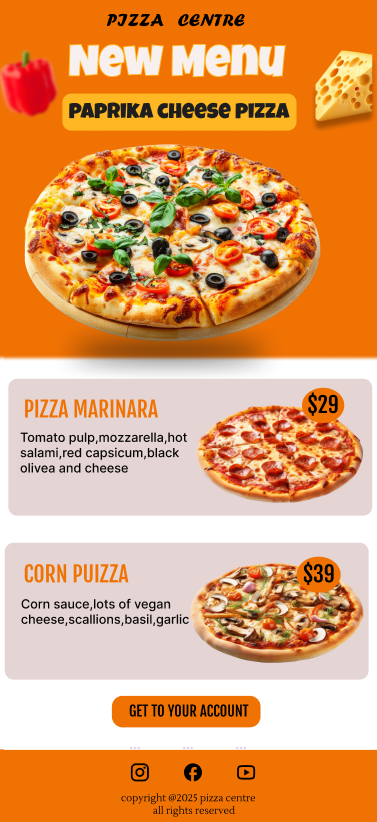 PIZZA CENTRE
New Menu
PAPRIKA CHeese PIZZA
PIZZA MARINARA
$29
Tomato pulp,mozzarella,hot
salami,red capsicum,black
olivea and cheese
CORN PUIZZA
$39
Corn sauce,lots of vegan
cheese,scallions,basil,garlic
GET TO YOUR ACCOUNT
copyright @2025 pizza centre
all rights reserved